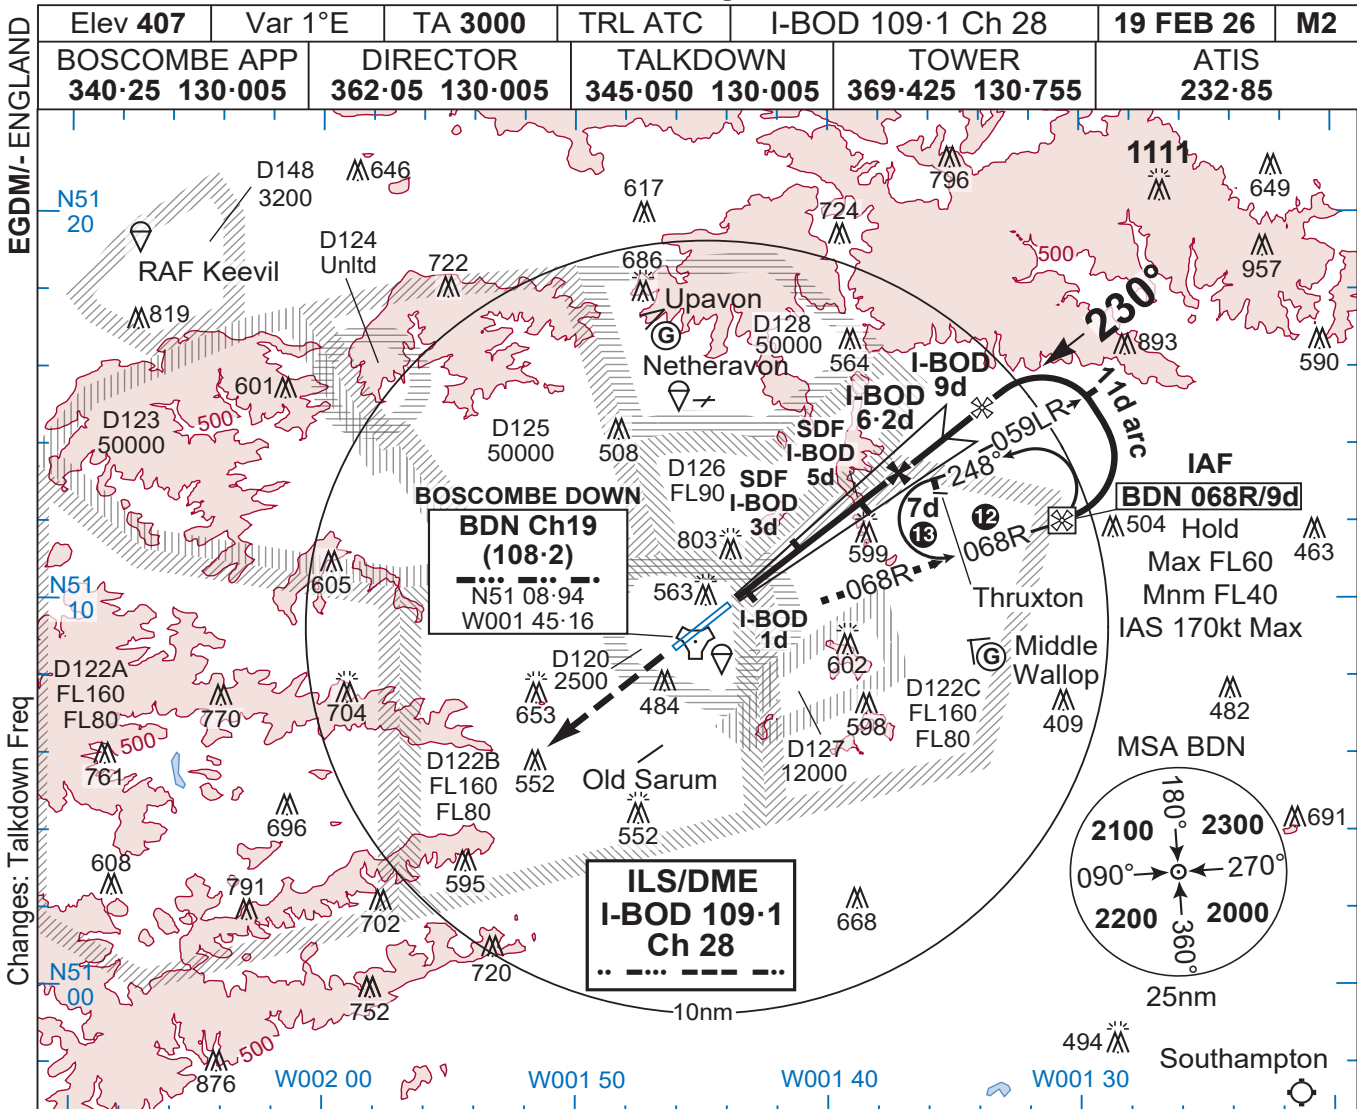 Elev 407 Var 1°E TA 3000 TRL ATC I-BOD 109·1 Ch 28 19 FEB 26 M2
BOSCOMBE APP DIRECTOR TALKDOWN TOWER ATIS
340·25 130·005 362·05 130·005 345·050 130·005 369·425 130·755 232·85
EGDM/- ENGLAND
Changes: Talkdown Freq
N51
20
D148
3200
646
617
724
796
1111
649
957
500
RAF Keevil
819
D124
Unltd
722
686
Upavon
G
Netheravon
D128
50000
564
230°
893
590
601
500
D123
50000
D125
50000
508
I-BOD
9d
I-BOD
6·2d
SDF
I-BOD
5d
059LR
11d arc
D126
FL90
SDF
I-BOD
3d
248°
7d
13
12
068R
068R
IAF
BDN 068R/9d
Hold
Max FL60
Mnm FL40
IAS 170kt Max
504
463
BOSCOMBE DOWN
BDN Ch19
(108·2)
N51 08·94
W001 45·16
803
599
605
N51
10
563
I-BOD
1d
Thruxton
G
Middle
Wallop
602
D120
2500
D122A
FL160
FL80
770
704
653
484
598
D122C
FL160
FL80
409
482
500
761
D122B
FL160
FL80
552
Old Sarum
D127
12000
MSA BDN
180°
2100
2300
090°
270°
2200
2000
360°
25nm
691
696
552
608
791
595
702
ILS/DME
I-BOD 109·1
Ch 28
668
720
N51
00
752
10nm
500
876
494
Southampton
W002 00
W001 50
W001 40
W001 30